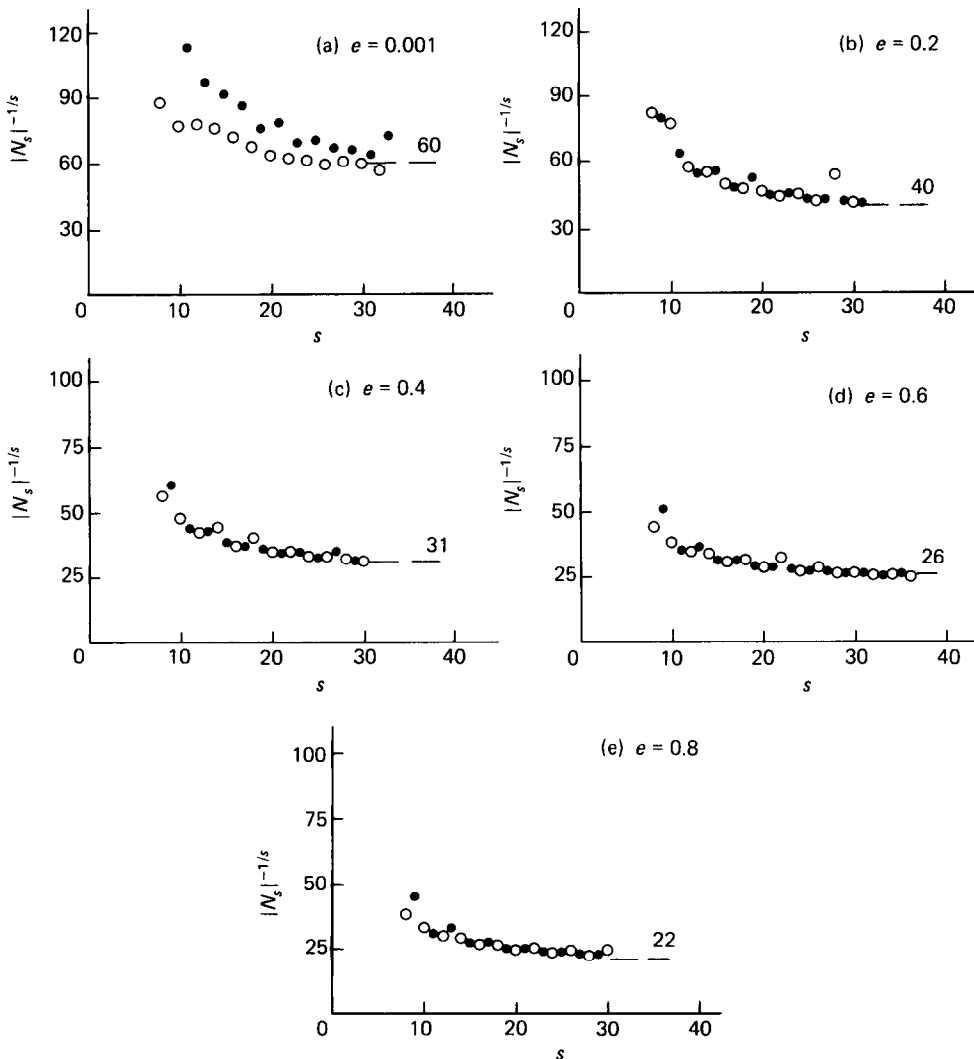 (a) e = 0.001
120
90
60
30
|N_s|^{-1/s}
60
0 10 20 30 40
s
(b) e = 0.2
120
90
60
30
|N_s|^{-1/s}
40
0 10 20 30 40
s
(c) e = 0.4
100
75
50
25
|N_s|^{-1/s}
31
0 10 20 30 40
s
(d) e = 0.6
100
75
50
25
|N_s|^{-1/s}
26
0 10 20 30 40
s
(e) e = 0.8
100
75
50
25
|N_s|^{-1/s}
22
0 10 20 30 40
s